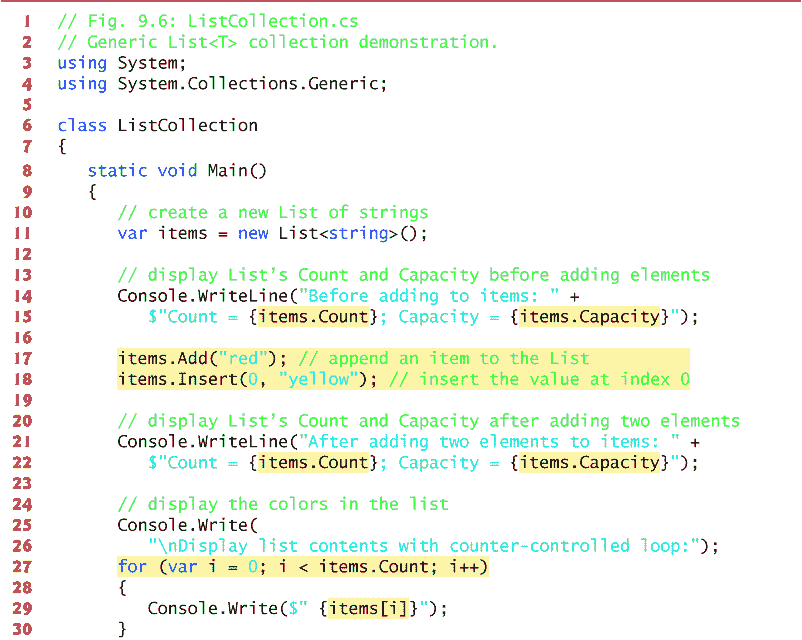 1 // Fig. 9.6: ListCollection.cs
2 // Generic List<T> collection demonstration.
3 using System;
4 using System.Collections.Generic;
5
6 class ListCollection
7 {
8 static void Main()
9 {
10 // create a new List of strings
11 var items = new List<string>();
12
13 // display List’s Count and Capacity before adding elements
14 Console.WriteLine("Before adding to items: " +
15 $"Count = {items.Count}; Capacity = {items.Capacity}");
16
17 items.Add("red"); // append an item to the List
18 items.Insert(0, "yellow"); // insert the value at index 0
19
20 // display List’s Count and Capacity after adding two elements
21 Console.WriteLine("After adding two elements to items: " +
22 $"Count = {items.Count}; Capacity = {items.Capacity}");
23
24 // display the colors in the list
25 Console.Write(
26 "\nDisplay list contents with counter-controlled loop:");
27 for (var i = 0; i < items.Count; i++)
28 {
29 Console.Write($" {items[i]}");
30 }